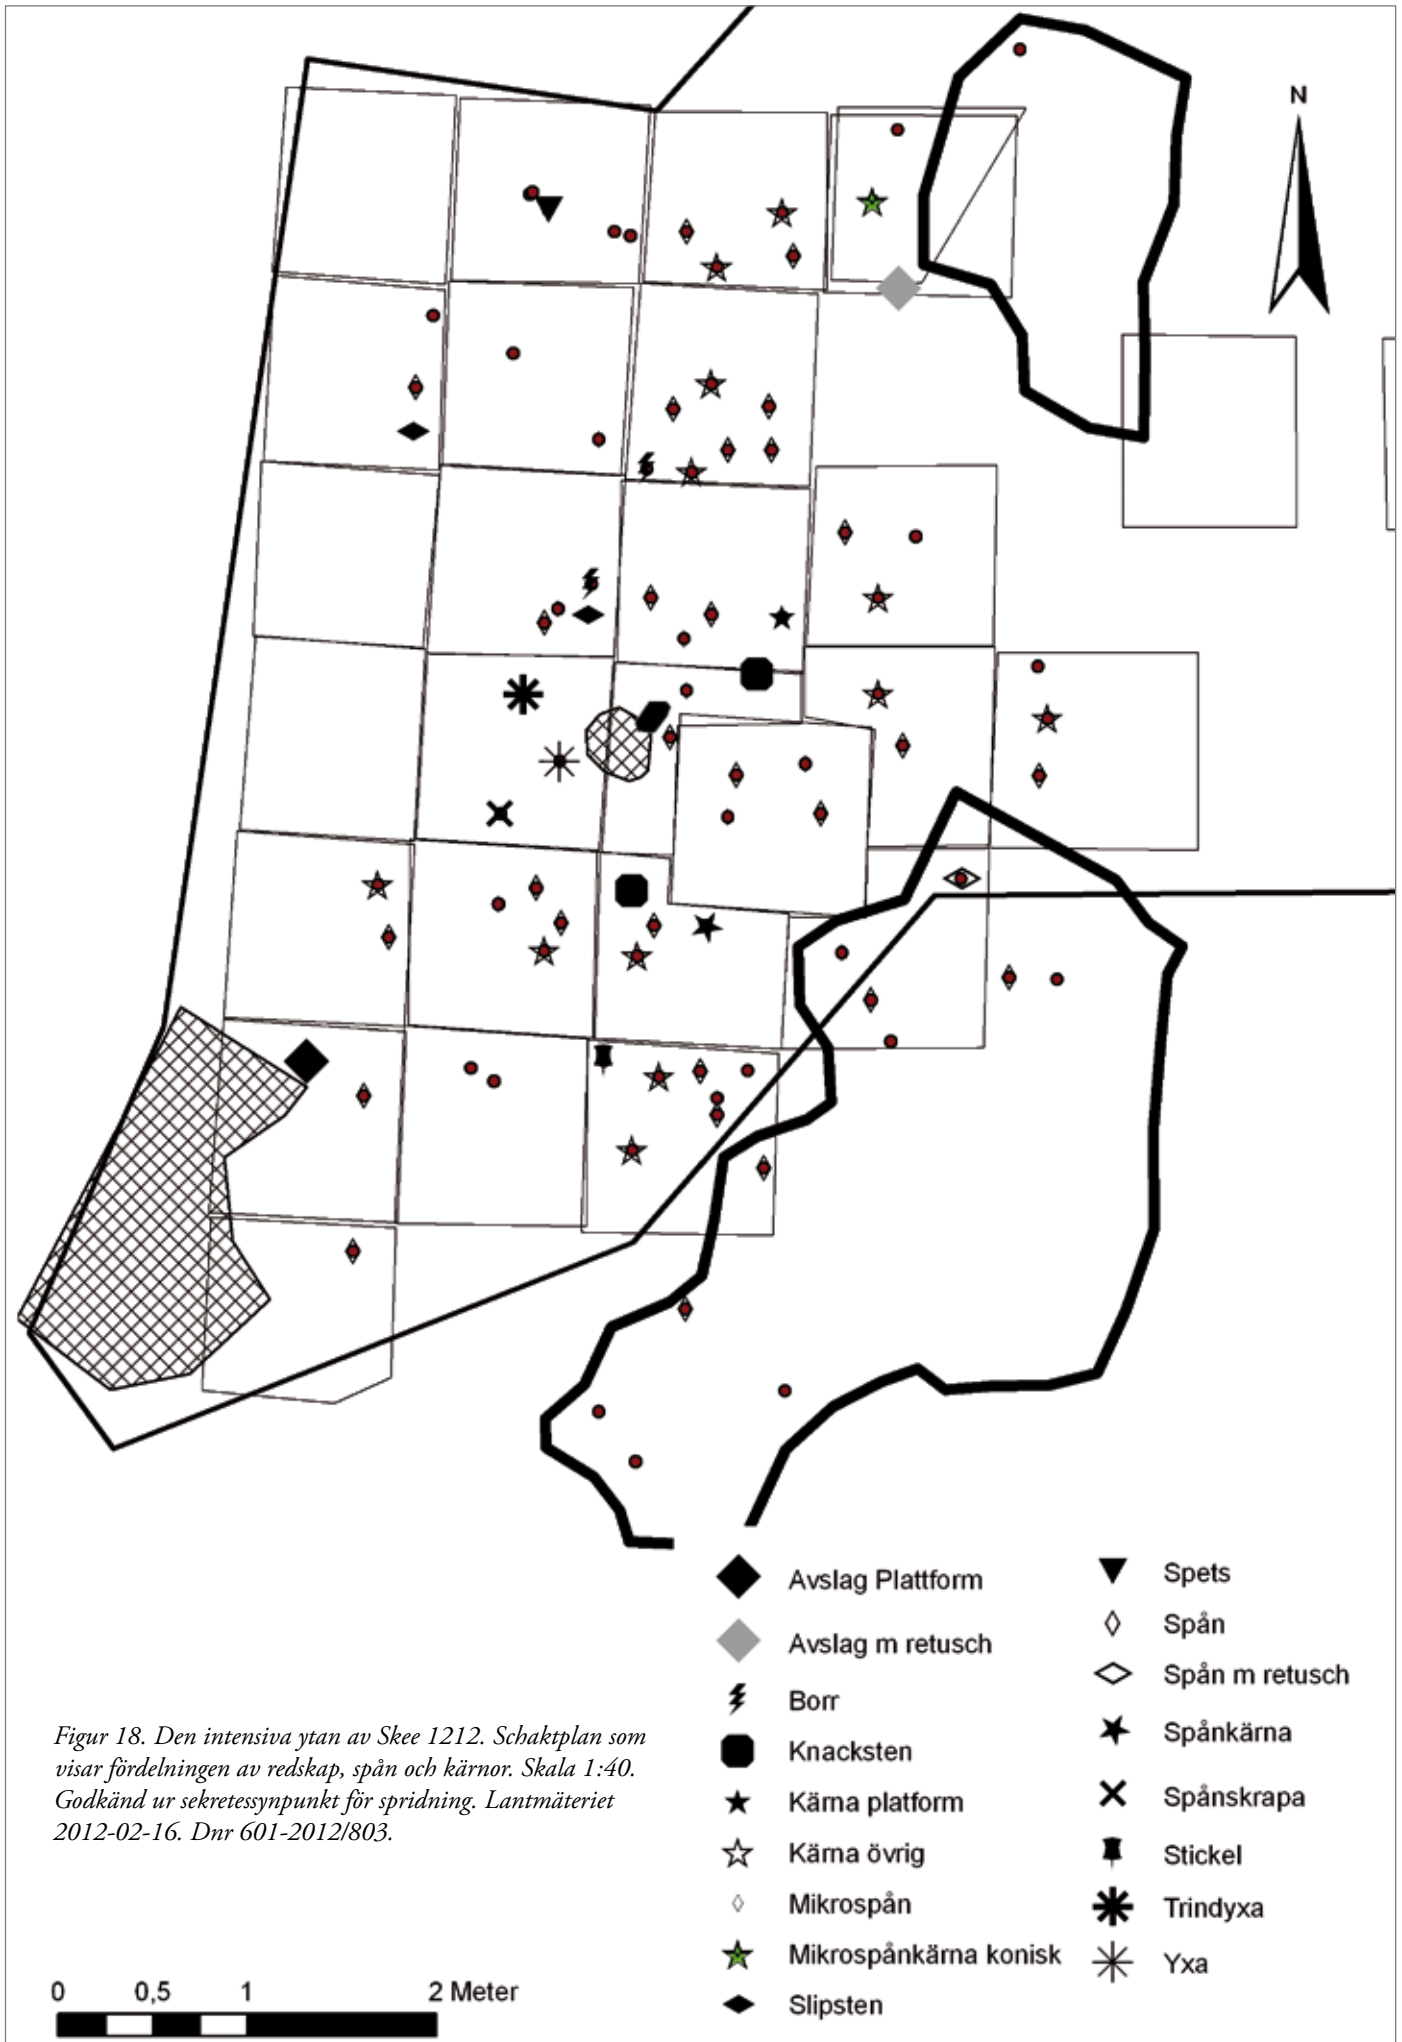 N
Avslag Plattform
Avslag m retusch
Borr
Knacksten
Kärna platform
Kärna övrig
Mikrospån
Mikrospånkärna konisk
Slipsten
Spets
Spån
Spån m retusch
Spånkärna
Spånskrapa
Stickel
Trindyxa
Yxa
Figur 18. Den intensiva ytan av Skee 1212. Schaktplan som
visar fördelningen av redskap, spån och kärnor. Skala 1:40.
Godkänd ur sekretessynpunkt för spridning. Lantmäteriet
2012-02-16. Dnr 601-2012/803.
0 0,5 1 2 Meter